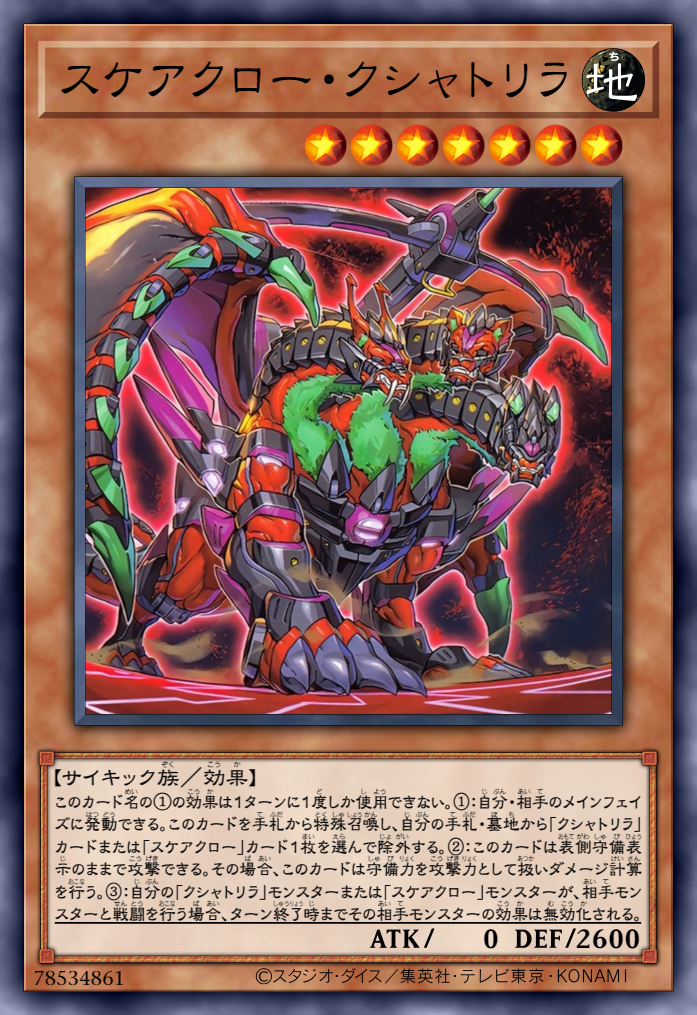 スケアクロー・クシャトリラ
地
【サイキック族／効果】
このカード名の①の効果は1ターンに1度しか使用できない。①:自分・相手のメインフェイ
ズに発動できる。このカードを手札から特殊召喚し、自分の手札・墓地から「クシャトリラ」
カードまたは「スケアクロー」カード1枚を選んで除外する。②:このカードは表側守備表
示のままで攻撃できる。その場合、このカードは守備力を攻撃力として扱いダメージ計算
を行う。③:自分の「クシャトリラ」モンスターまたは「スケアクロー」モンスターが、相手モン
スターと戦闘を行う場合、ターン終了時までその相手モンスターの効果は無効化される。
ATK/ 0 DEF/2600
78534861 ©スタジオ・ダイス／集英社・テレビ東京・KONAMI